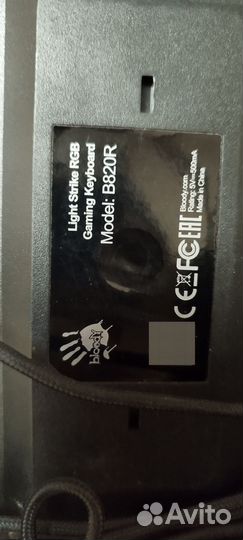 Light Strike RGB
Gaming Keyboard
Model: B820R
Bloody.com
Rating: 5V⎓500mA
Made in China
CE FC EAC
bloody
Avito